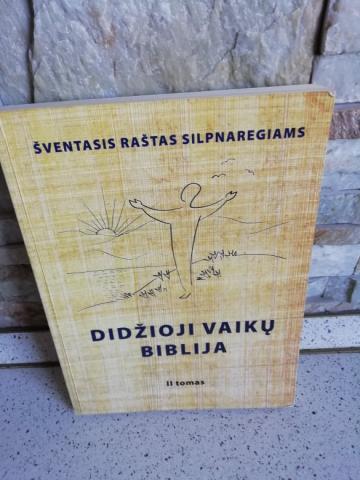 ŠVENTASIS RAŠTAS SILPNAREGIAMS
DIDŽIOJI VAIKŲ
BIBLIJA
II tomas